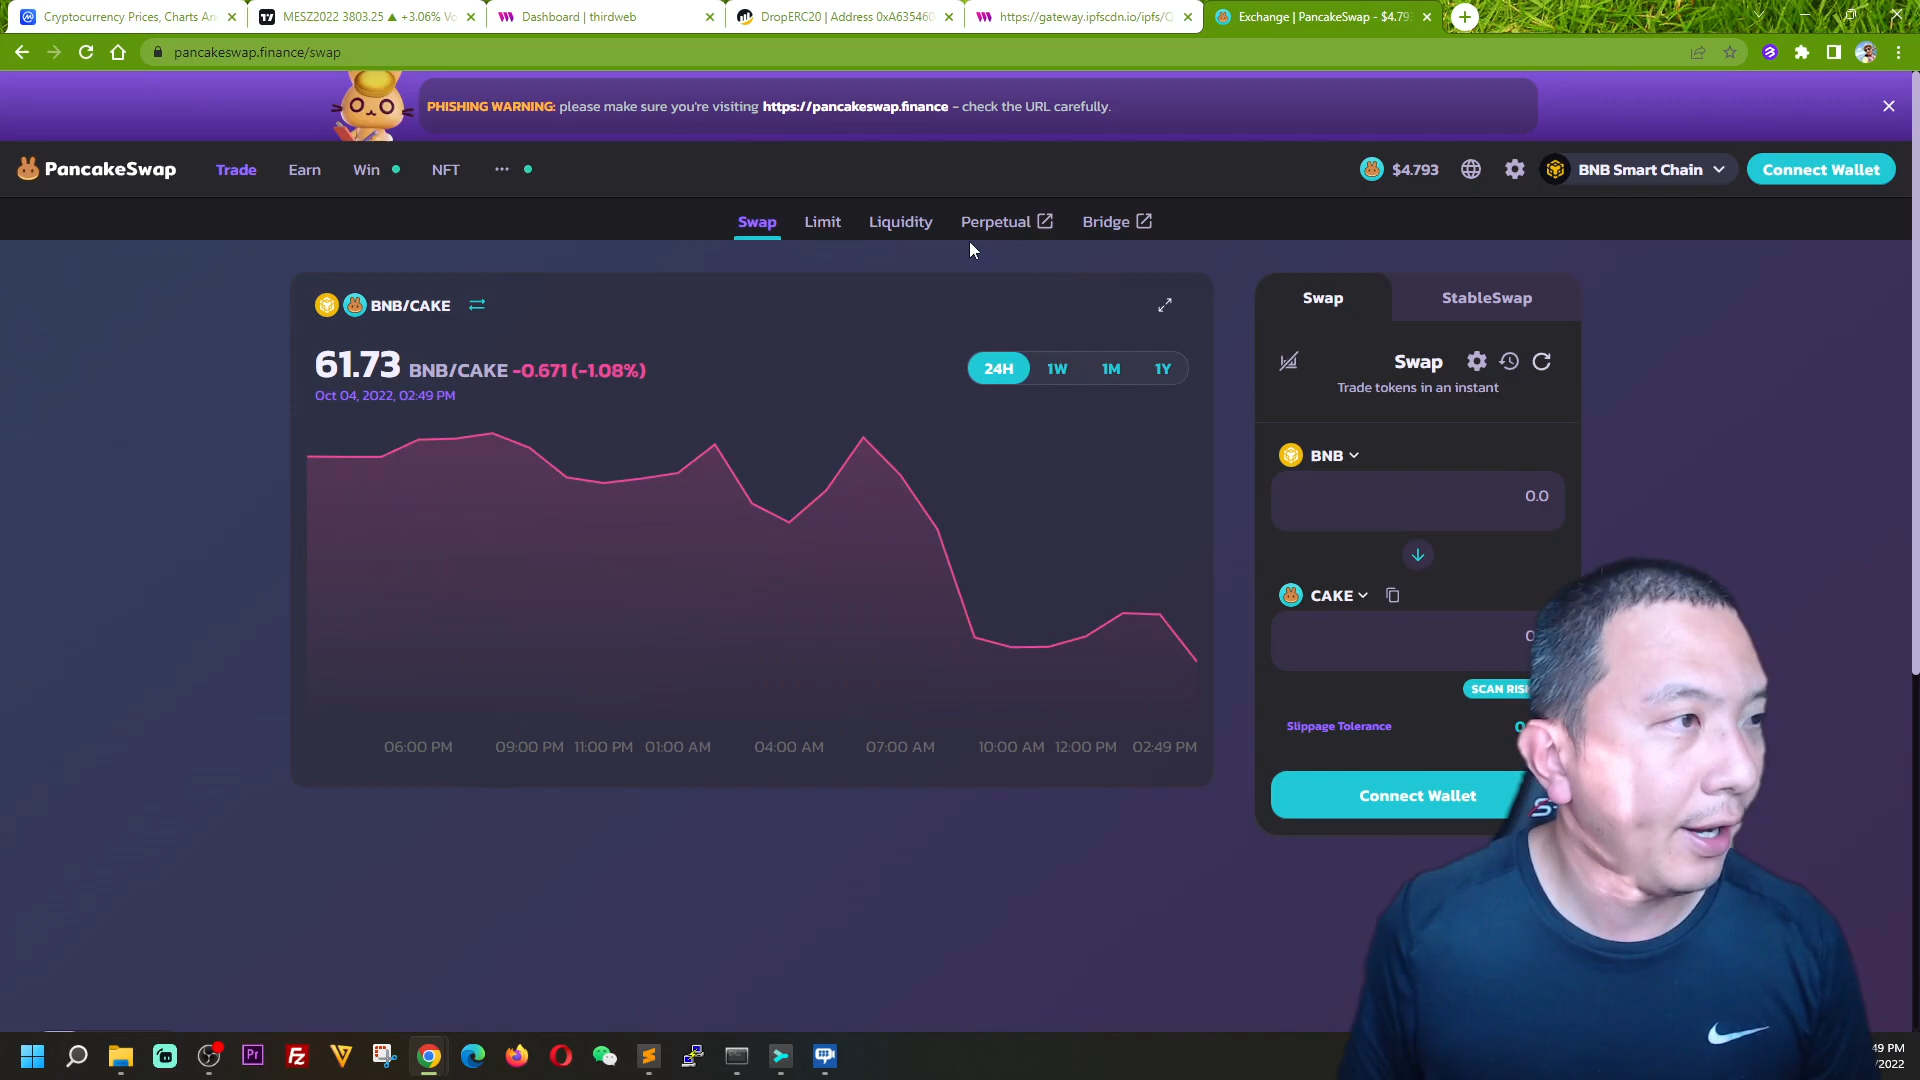 Cryptocurrency Prices, Charts An
MESZ2022 3803.25 ▲ +3.06% Vo
Dashboard | thirdweb
DropERC20 | Address 0xA635460
https://gateway.ipfscdn.io/ipfs/Q
Exchange | PancakeSwap - $4.79
pancakeswap.finance/swap
PHISHING WARNING: please make sure you're visiting https://pancakeswap.finance - check the URL carefully.
PancakeSwap
Trade
Earn
Win
NFT
$4.793
BNB Smart Chain
Connect Wallet
Swap
Limit
Liquidity
Perpetual
Bridge
BNB/CAKE
61.73 BNB/CAKE -0.671 (-1.08%)
Oct 04, 2022, 02:49 PM
24H
1W
1M
1Y
06:00 PM
09:00 PM
11:00 PM
01:00 AM
04:00 AM
07:00 AM
10:00 AM
12:00 PM
02:49 PM
Swap
StableSwap
Swap
Trade tokens in an instant
BNB
0.0
CAKE
SCAN RIS
Slippage Tolerance
Connect Wallet
49 PM
/2022